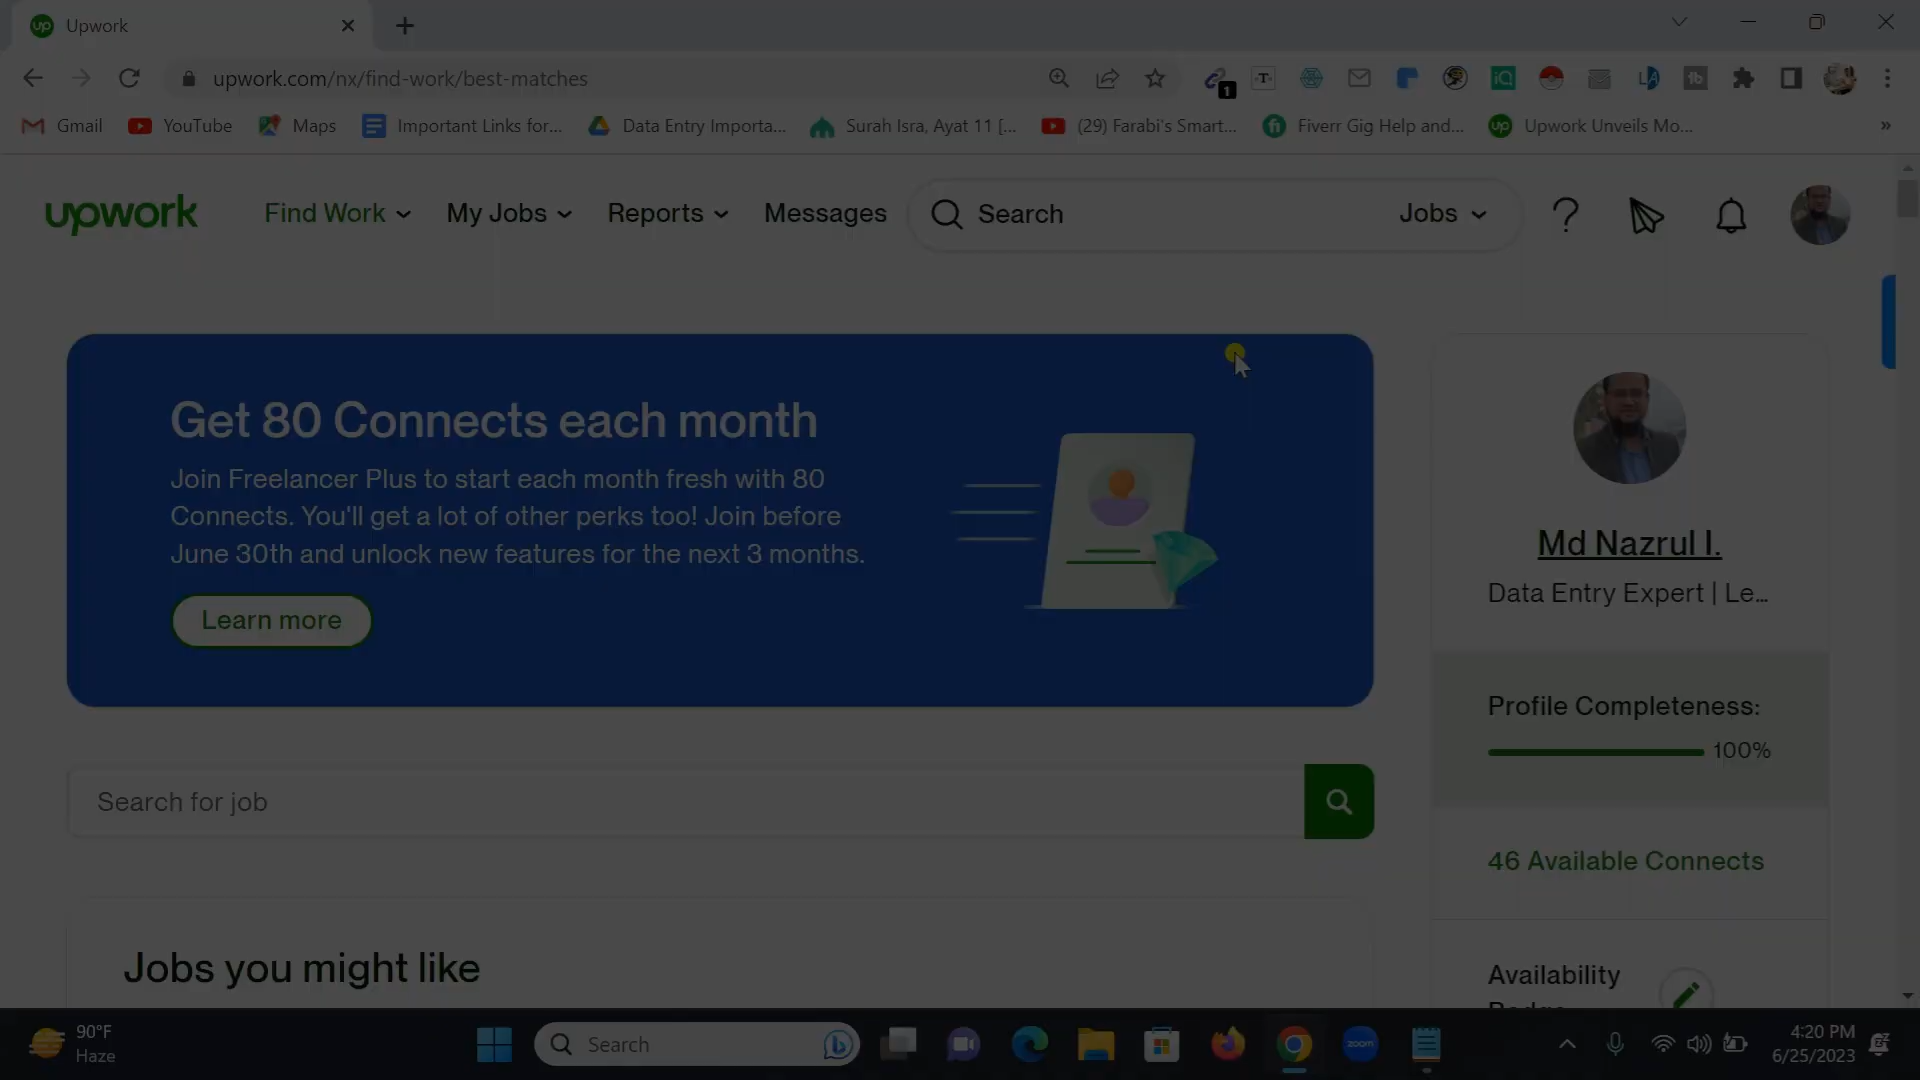 Upwork
upwork.com/nx/find-work/best-matches
1
Gmail
YouTube
Maps
Important Links for...
Data Entry Importa...
Surah Isra, Ayat 11 [...
(29) Farabi's Smart...
Fiverr Gig Help and...
Upwork Unveils Mo...
upwork
Find Work
My Jobs
Reports
Messages
Search
Jobs
Get 80 Connects each month
Join Freelancer Plus to start each month fresh with 80
Connects. You'll get a lot of other perks too! Join before
June 30th and unlock new features for the next 3 months.
Learn more
Md Nazrul I.
Data Entry Expert | Le...
Profile Completeness:
100%
Search for job
46 Available Connects
Jobs you might like
Availability
90°F
Haze
Search
zoom
4:20 PM
6/25/2023